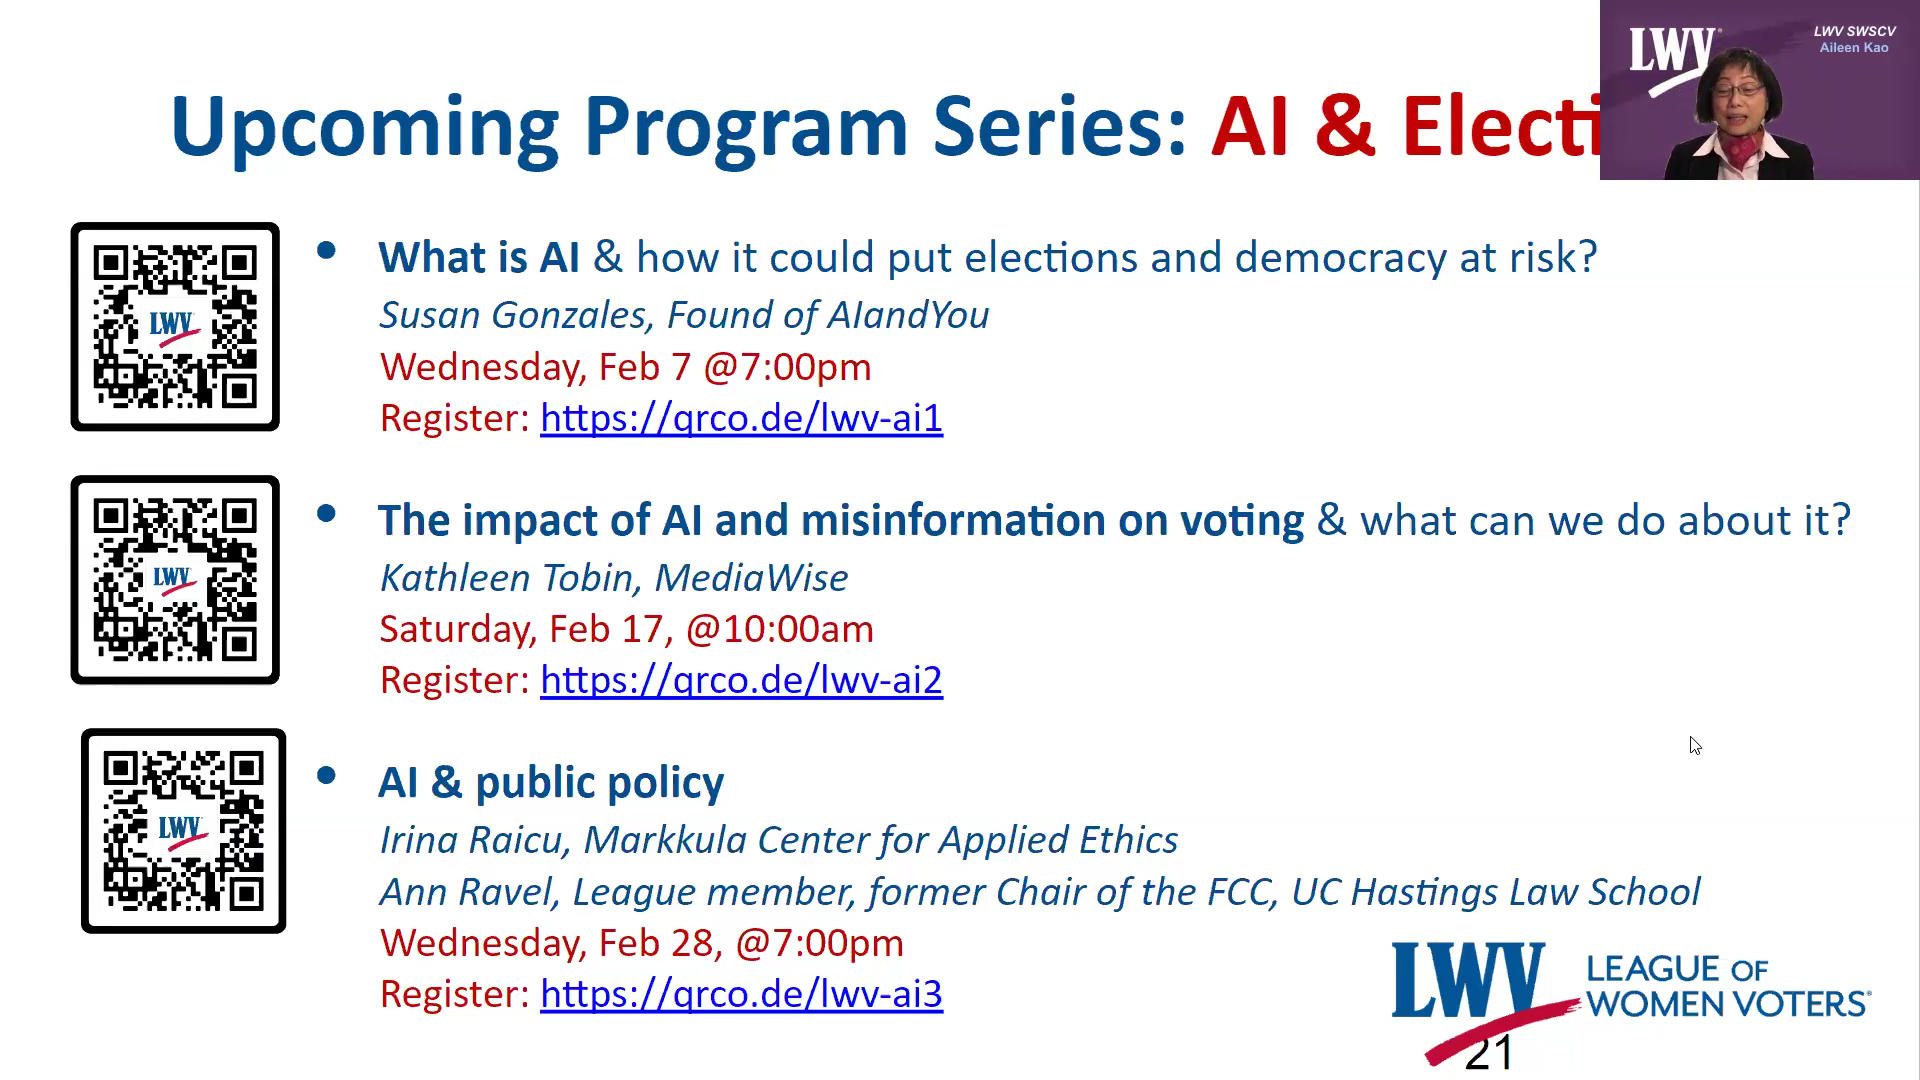 LWV
LWV SWSCV
Aileen Kao
Upcoming Program Series: AI & Electi
LWV
• What is AI & how it could put elections and democracy at risk?
Susan Gonzales, Found of AIandYou
Wednesday, Feb 7 @7:00pm
Register: https://qrco.de/lwv-ai1
LWV
• The impact of AI and misinformation on voting & what can we do about it?
Kathleen Tobin, MediaWise
Saturday, Feb 17, @10:00am
Register: https://qrco.de/lwv-ai2
LWV
• AI & public policy
Irina Raicu, Markkula Center for Applied Ethics
Ann Ravel, League member, former Chair of the FCC, UC Hastings Law School
Wednesday, Feb 28, @7:00pm
Register: https://qrco.de/lwv-ai3
LWV
LEAGUE OF
WOMEN VOTERS®
21